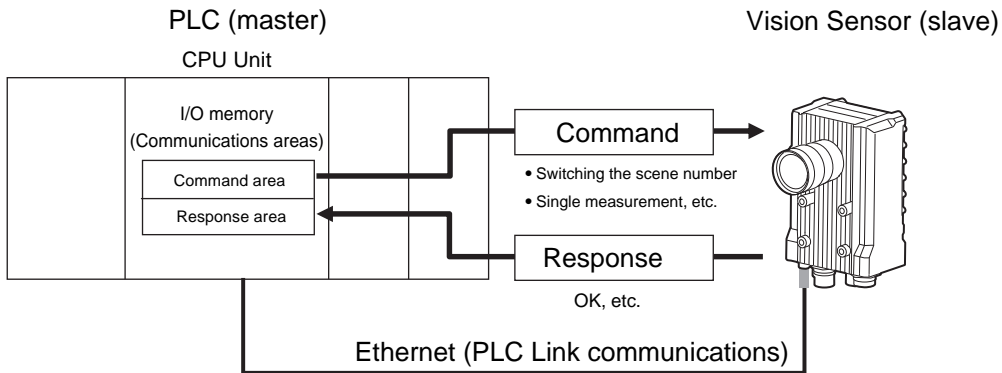 PLC (master)
Vision Sensor (slave)
CPU Unit
I/O memory
(Communications areas)
Command area
Response area
Command
• Switching the scene number
• Single measurement, etc.
Response
OK, etc.
Ethernet (PLC Link communications)